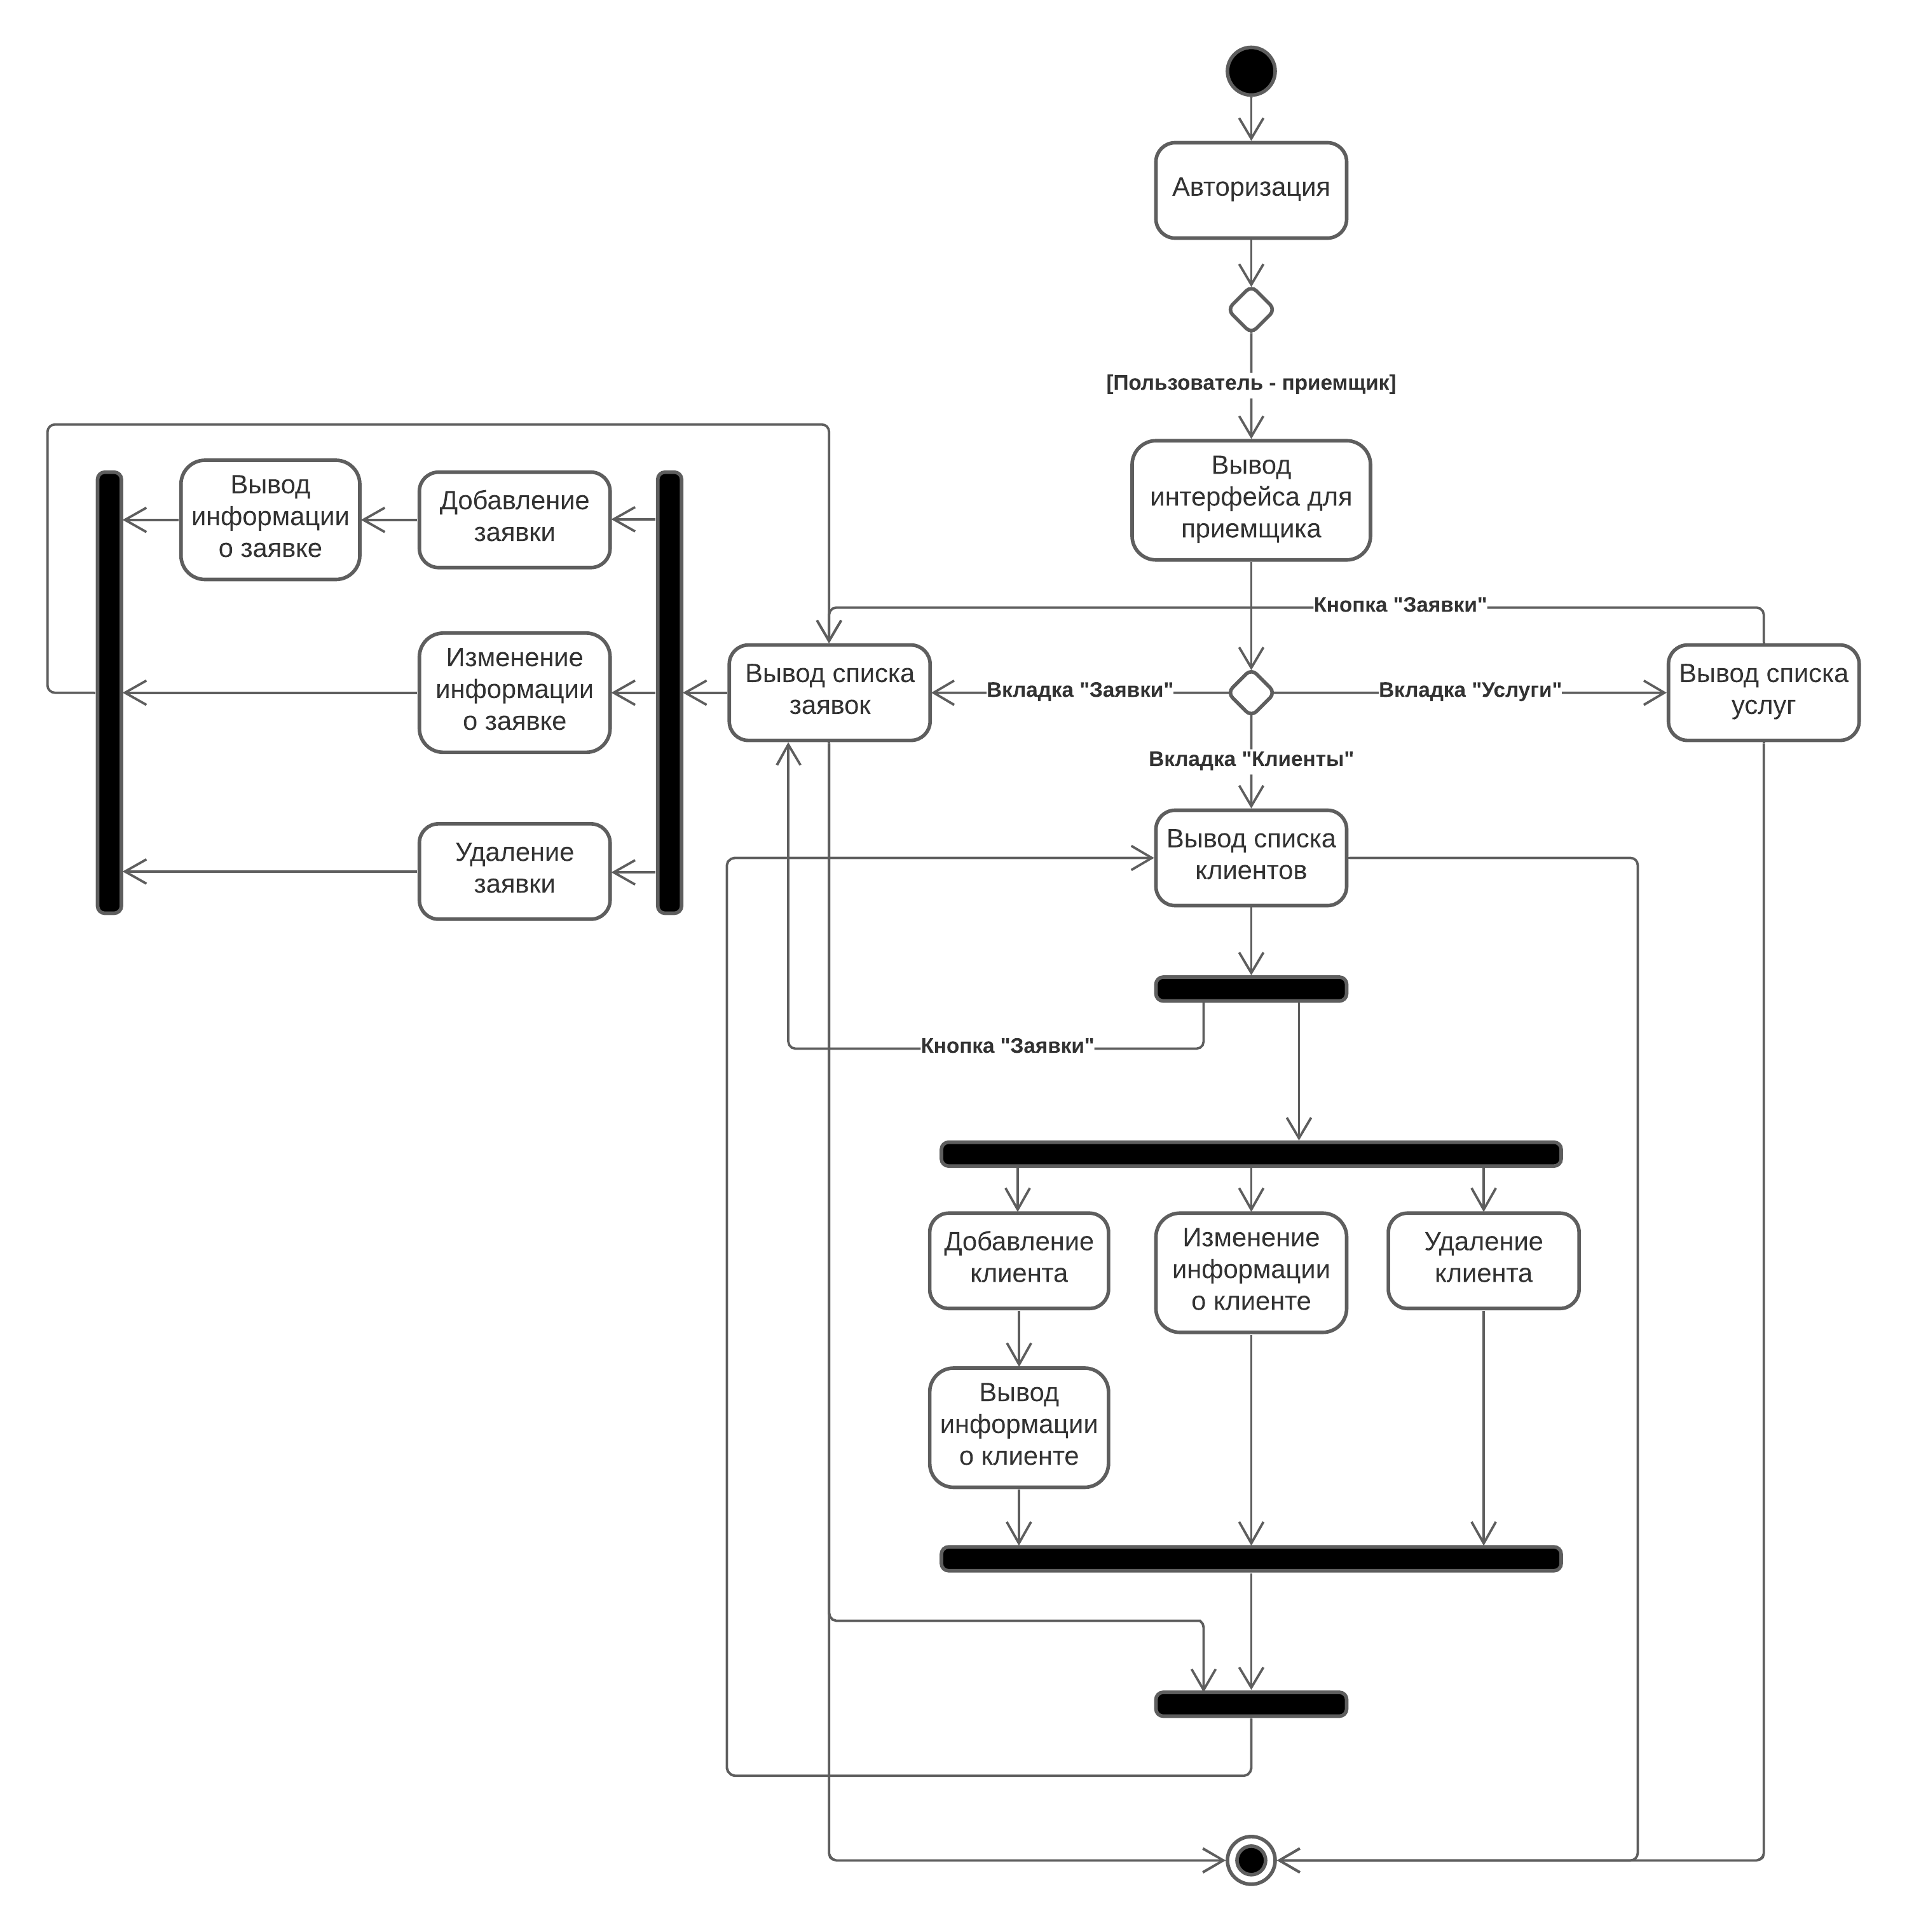 Авторизация
[Пользователь - приемщик]
Вывод
интерфейса для
приемщика
Вывод
информации
о заявке
Добавление
заявки
Кнопка "Заявки"
Изменение
информации
о заявке
Вывод списка
заявок
Вкладка "Заявки"
Вкладка "Услуги"
Вывод списка
услуг
Вкладка "Клиенты"
Удаление
заявки
Вывод списка
клиентов
Кнопка "Заявки"
Добавление
клиента
Изменение
информации
о клиенте
Удаление
клиента
Вывод
информации
о клиенте